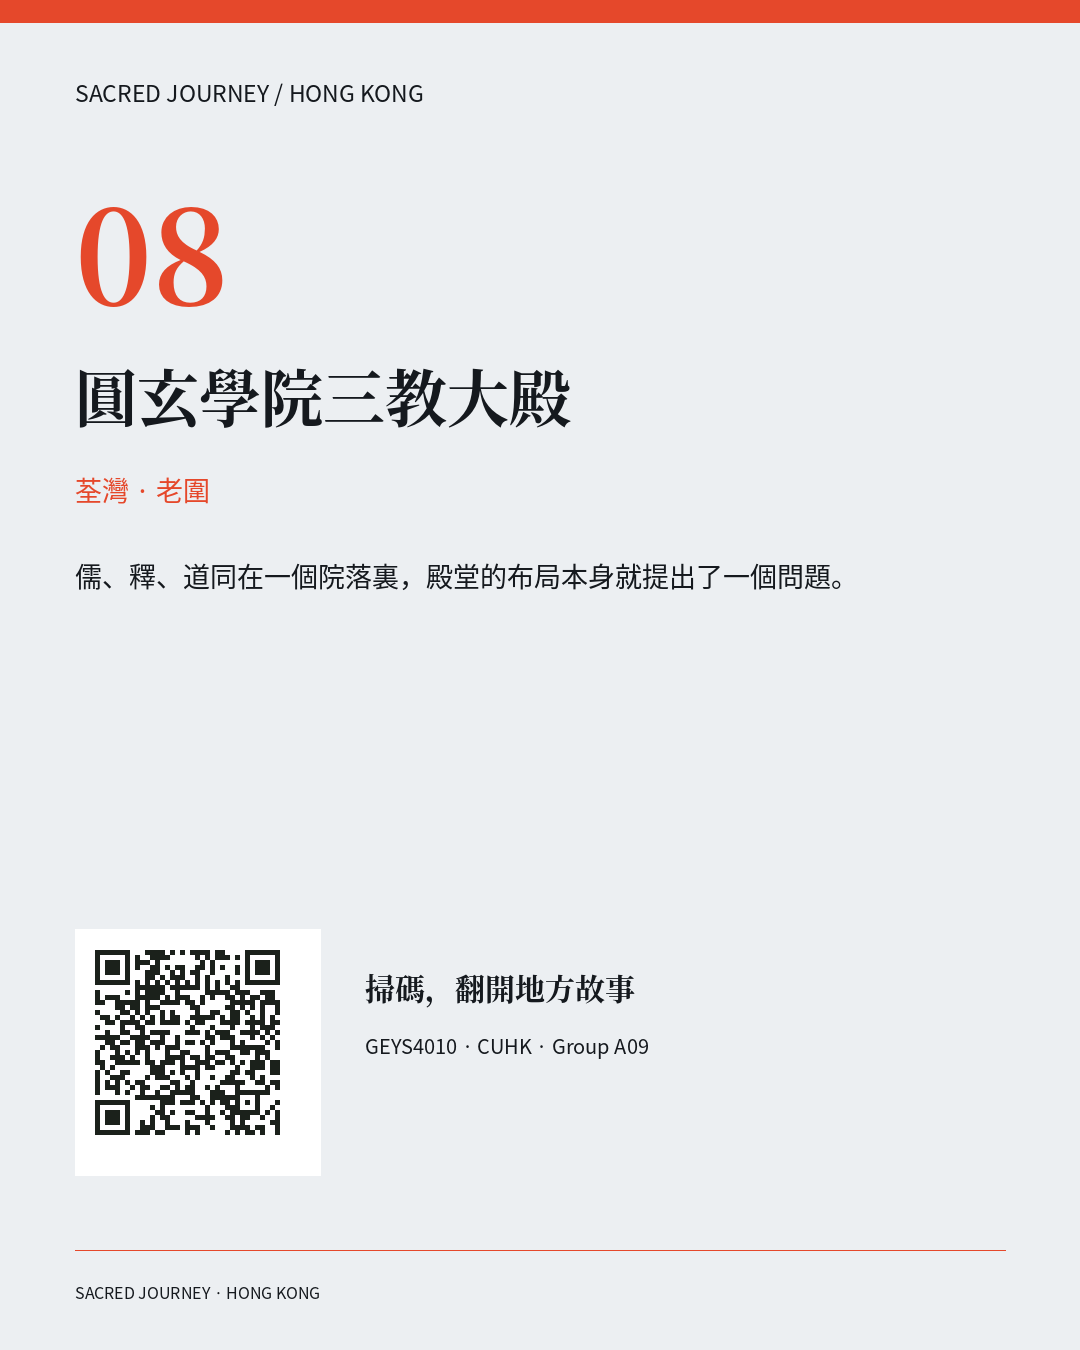 SACRED JOURNEY / HONG KONG
08
圓玄學院三教大殿
荃灣 · 老圍
儒、釋、道同在一個院落裏，殿堂的布局本身就提出了一個問題。
掃碼，翻開地方故事
GEYS4010 · CUHK · Group A09
SACRED JOURNEY · HONG KONG